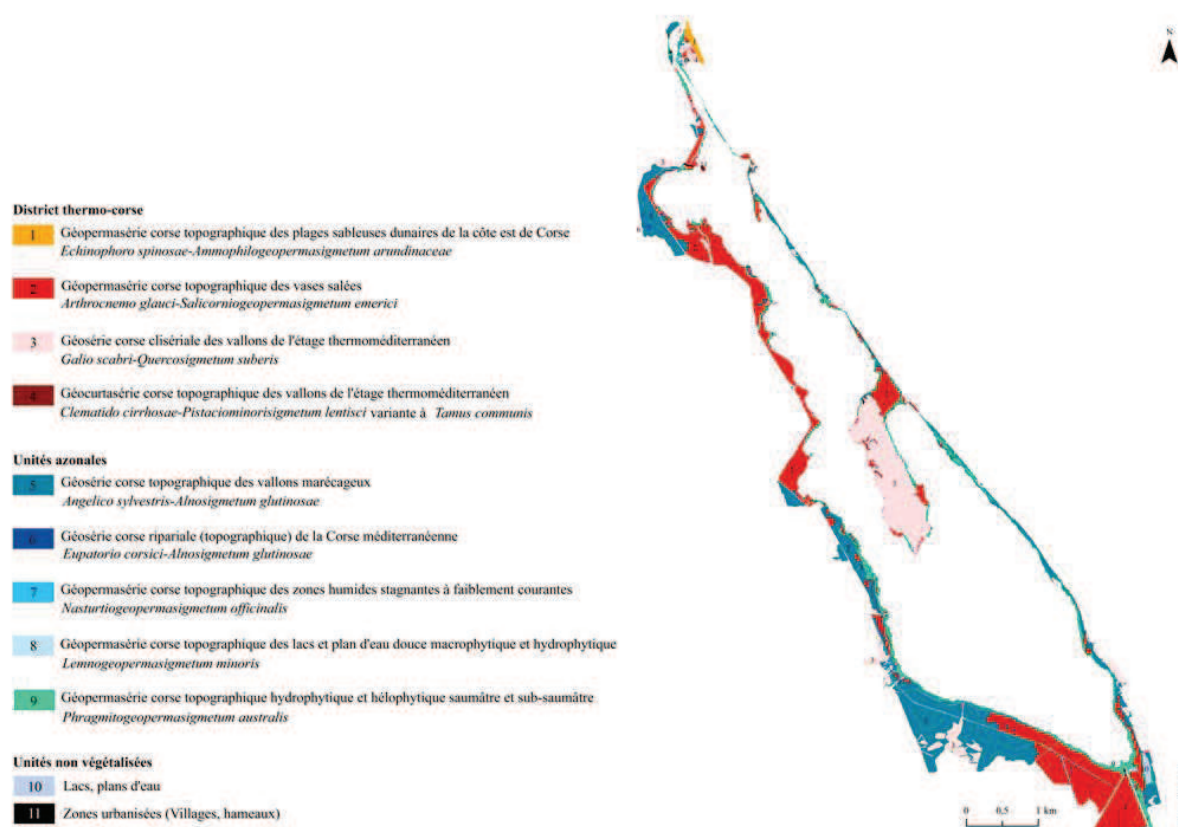 District thermo-corse
1 Géopermasérie corse topographique des plages sableuses dunaires de la côte est de Corse
Echinophoro spinosae-Ammophilogeopermasigmetum arundinaceae
2 Géopermasérie corse topographique des vases salées
Arthrocnemo glauci-Salicorniogeopermasigmetum emerici
3 Géosérie corse clisériale des vallons de l'étage thermoméditerranéen
Galio scabri-Quercosigmetum suberis
4 Géocurtasérie corse topographique des vallons de l'étage thermoméditerranéen
Clematido cirrhosae-Pistaciominorisigmetum lentisci variante à Tamus communis
Unités azonales
5 Géosérie corse topographique des vallons marécageux
Angelico sylvestris-Alnosigmetum glutinosae
6 Géosérie corse ripariale (topographique) de la Corse méditerranéenne
Eupatorio corsici-Alnosigmetum glutinosae
7 Géopermasérie corse topographique des zones humides stagnantes à faiblement courantes
Nasturtiogeopermasigmetum officinalis
8 Géopermasérie corse topographique des lacs et plan d'eau douce macrophytique et hydrophytique
Lemnogeopermasigmetum minoris
9 Géopermasérie corse topographique hydrophytique et hélophytique saumâtre et sub-saumâtre
Phragmitogeopermasigmetum australis
Unités non végétalisées
10 Lacs, plans d'eau
11 Zones urbanisées (Villages, hameaux)
N
0 0,5 1 km